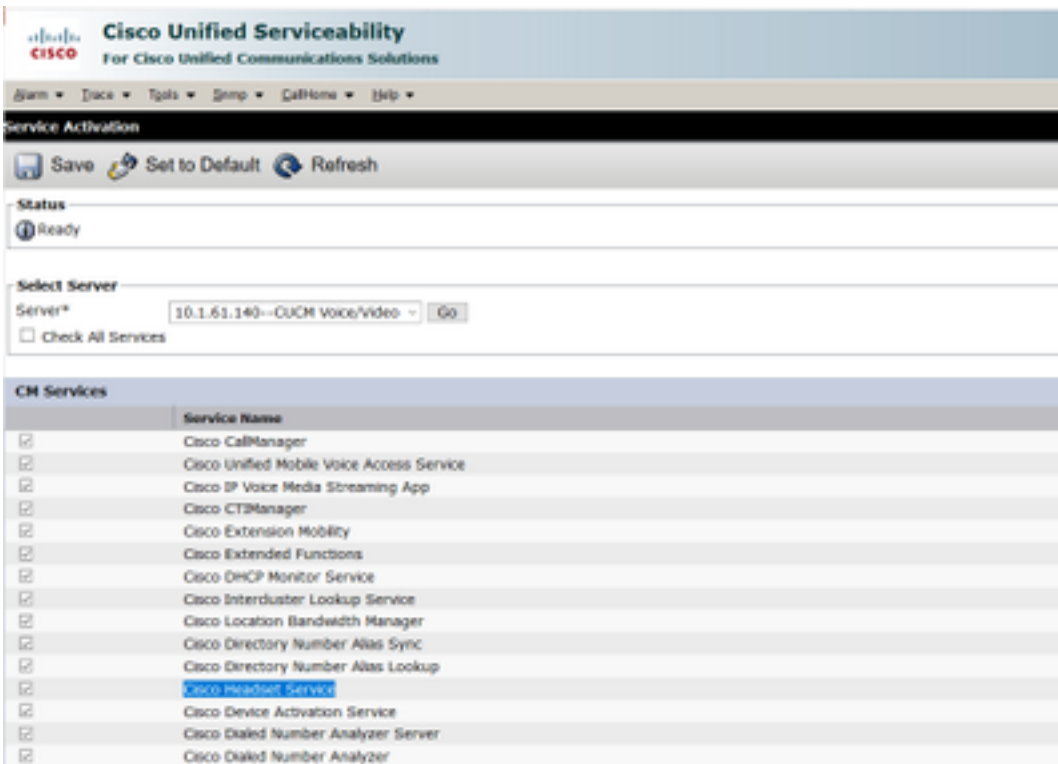 CISCO
Cisco Unified Serviceability
For Cisco Unified Communications Solutions
Alarm Trace Tools Snmp CallHome Help
Service Activation
Save Set to Default Refresh
Status
Ready
Select Server
Server* 10.1.61.140--CUCM Voice/Video Go
Check All Services
CM Services
Service Name
Cisco CallManager
Cisco Unified Mobile Voice Access Service
Cisco IP Voice Media Streaming App
Cisco CTIManager
Cisco Extension Mobility
Cisco Extended Functions
Cisco DHCP Monitor Service
Cisco Intercluster Lookup Service
Cisco Location Bandwidth Manager
Cisco Directory Number Alias Sync
Cisco Directory Number Alias Lookup
Cisco Headset Service
Cisco Device Activation Service
Cisco Dialed Number Analyzer Server
Cisco Dialed Number Analyzer